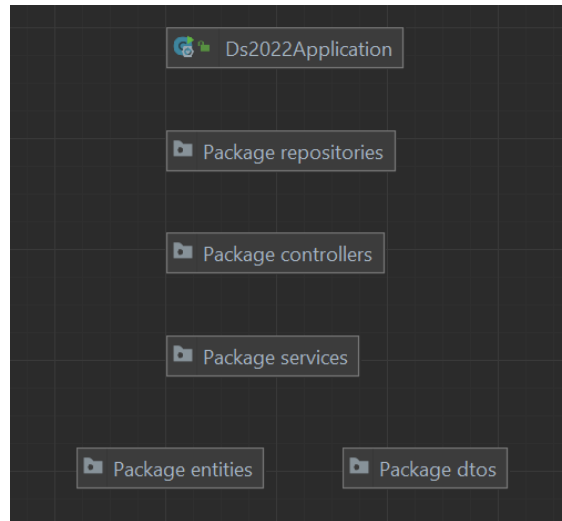 Ds2022Application
Package repositories
Package controllers
Package services
Package entities
Package dtos